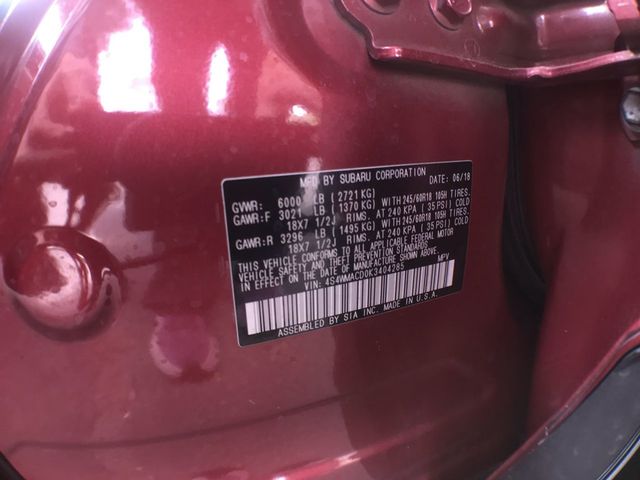 MFD BY SUBARU CORPORATION DATE: 06/18
GVWR: 6000 LB (2721 KG)
GAWR:F 3021 LB (1370 KG) WITH 245/60R18 105H TIRES,
18X7 1/2J RIMS, AT 240 KPA (35 PSI) COLD
GAWR:R 3296 LB (1495 KG) WITH 245/60R18 105H TIRES,
18X7 1/2J RIMS, AT 240 KPA (35 PSI) COLD
THIS VEHICLE CONFORMS TO ALL APPLICABLE FEDERAL MOTOR
VEHICLE SAFETY AND THEFT PREVENTION STANDARDS
IN EFFECT ON THE DATE OF MANUFACTURE SHOWN ABOVE.
VIN: 4S4WMACD0K3404285 MPV
ASSEMBLED BY SIA INC. MADE IN U.S.A.